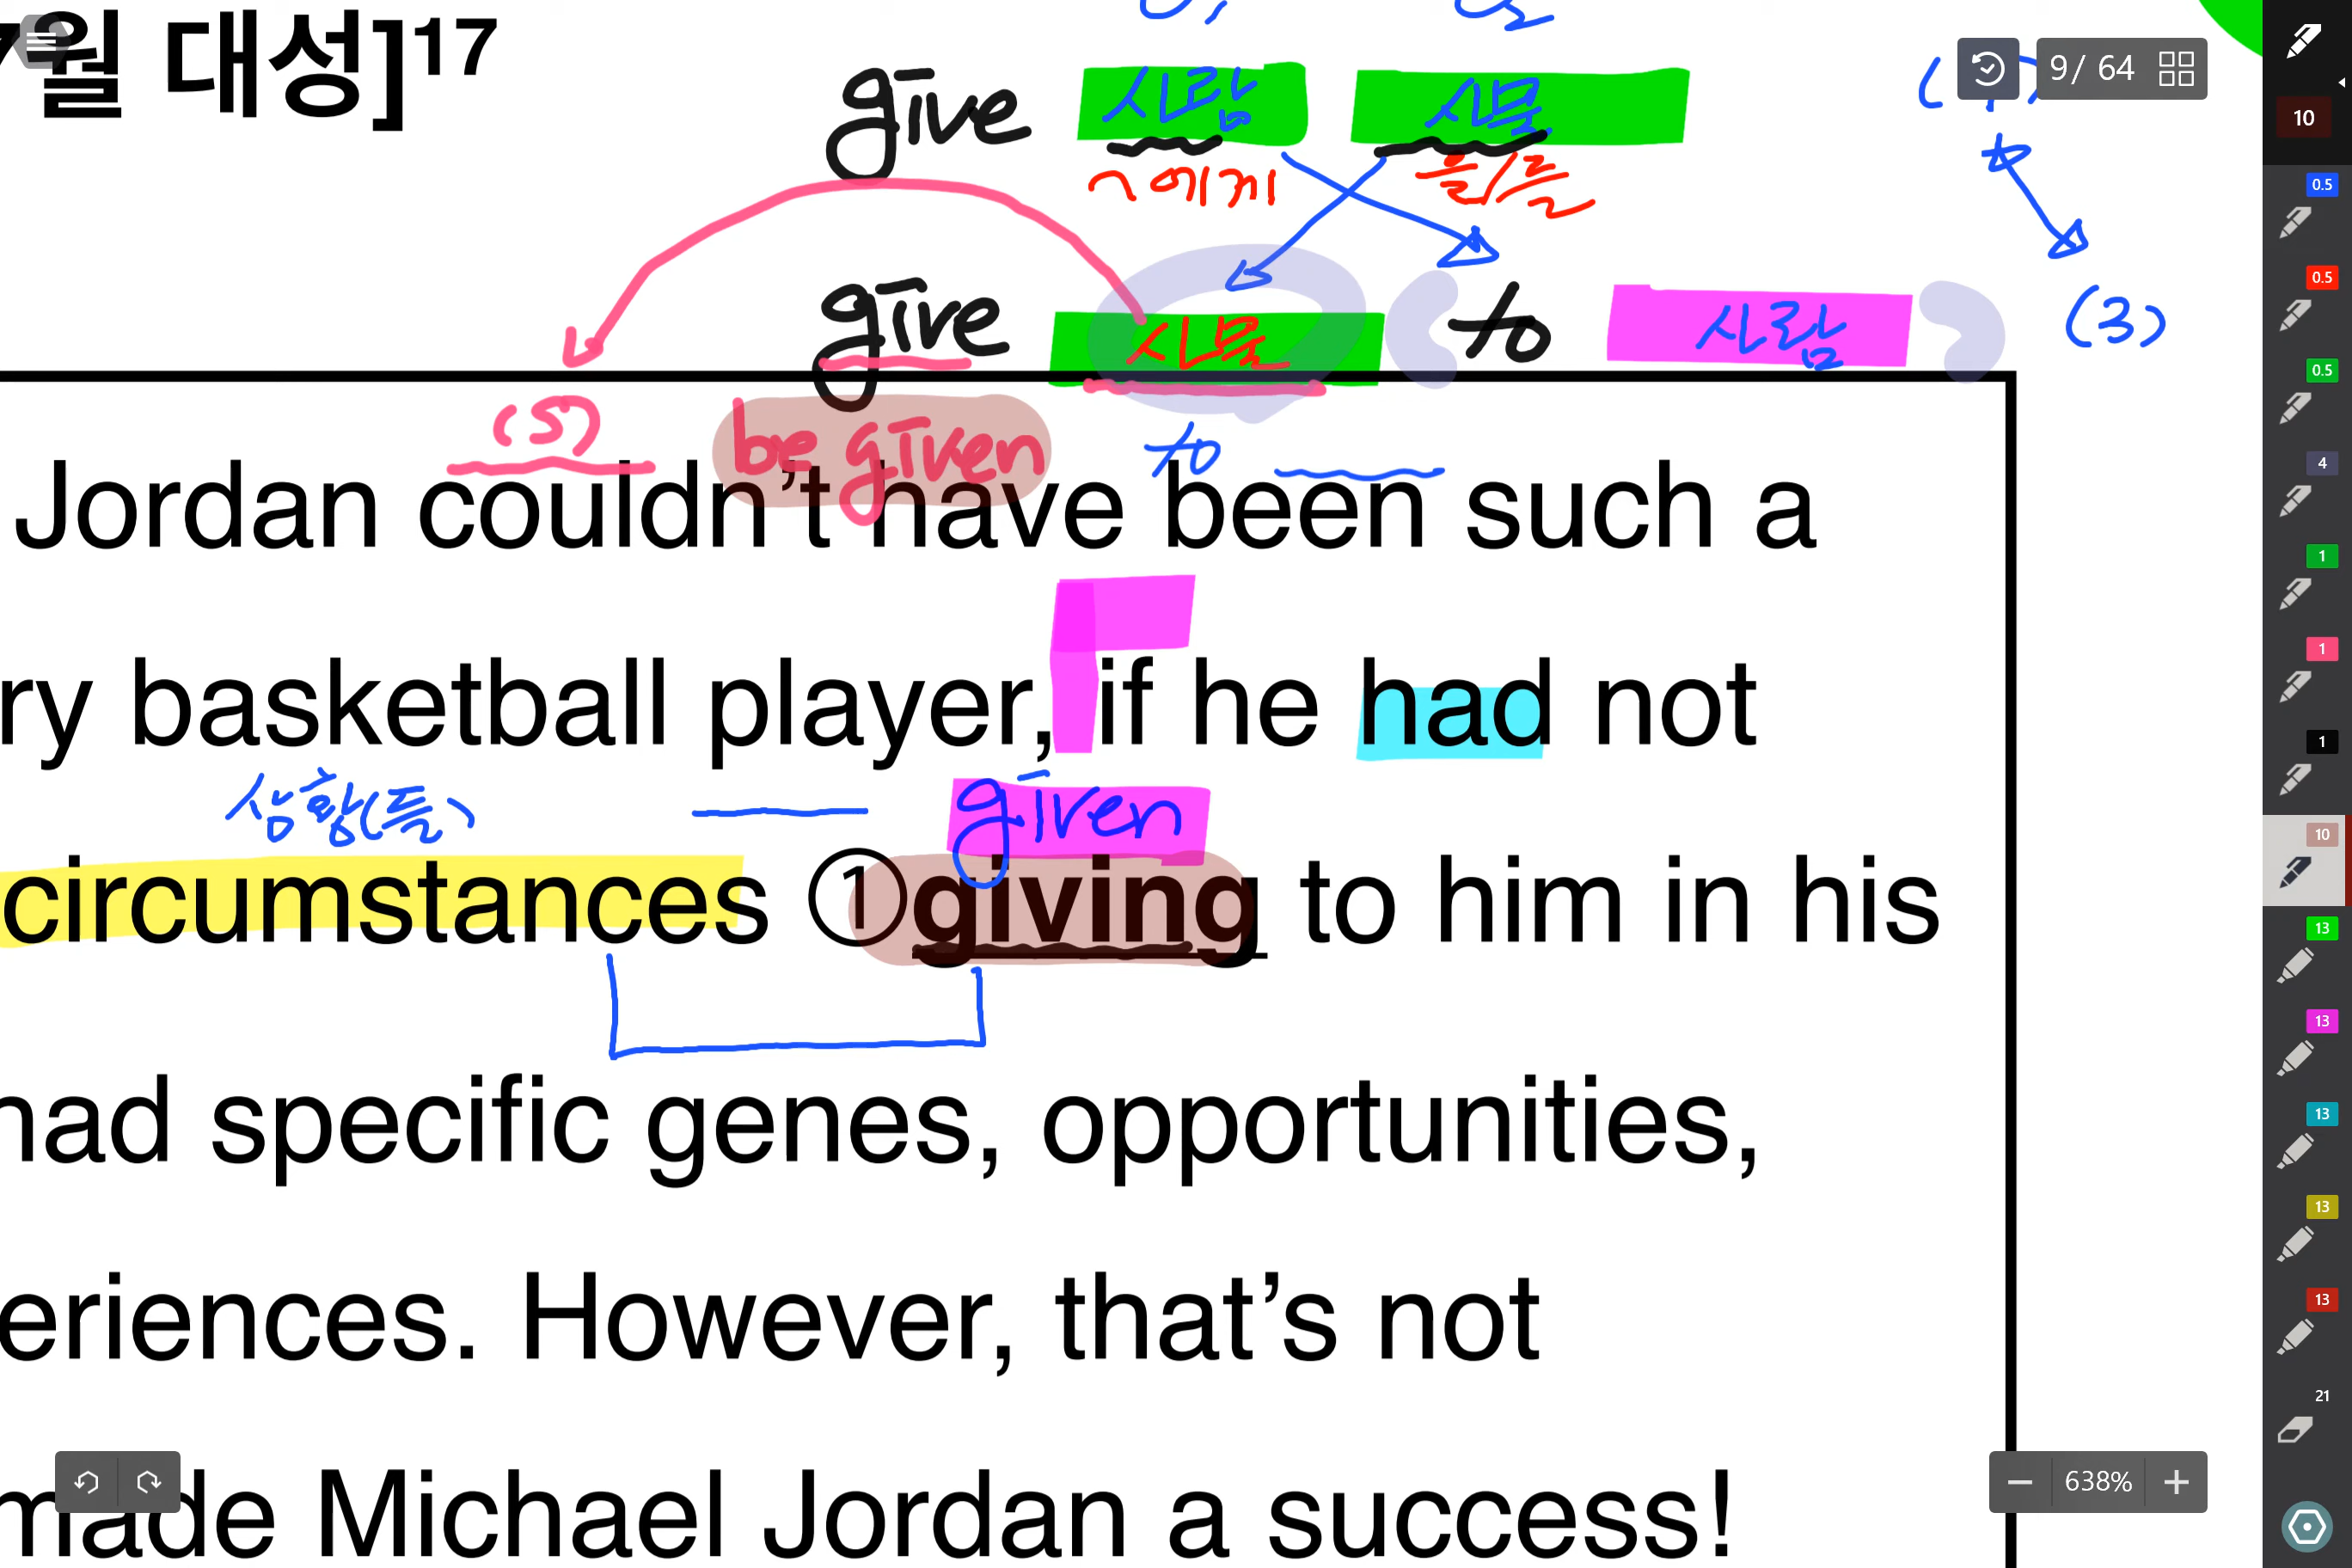 월 대성]17
9/ 64
give 사람 사물
~에게 을/를
give 사물 to 사람
(3)
(S) be given to
Jordan couldn't have been such a
ry basketball player, if he had not
상황(들) given
circumstances ①giving to him in his
had specific genes, opportunities,
eriences. However, that's not
made Michael Jordan a success!
638%
10
0.5
0.5
0.5
4
1
1
1
10
13
13
13
13
13
21